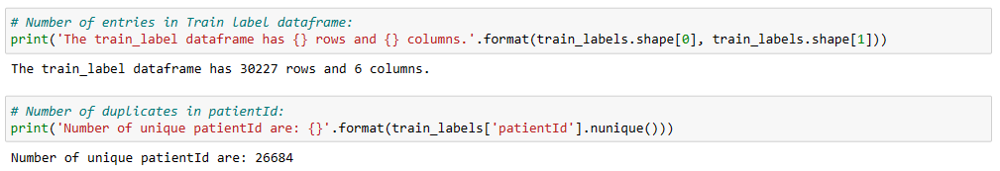 # Number of entries in Train label dataframe:
print('The train_label dataframe has {} rows and {} columns.'.format(train_labels.shape[0], train_labels.shape[1]))
The train_label dataframe has 30227 rows and 6 columns.
# Number of duplicates in patientId:
print('Number of unique patientId are: {}'.format(train_labels['patientId'].nunique()))
Number of unique patientId are: 26684